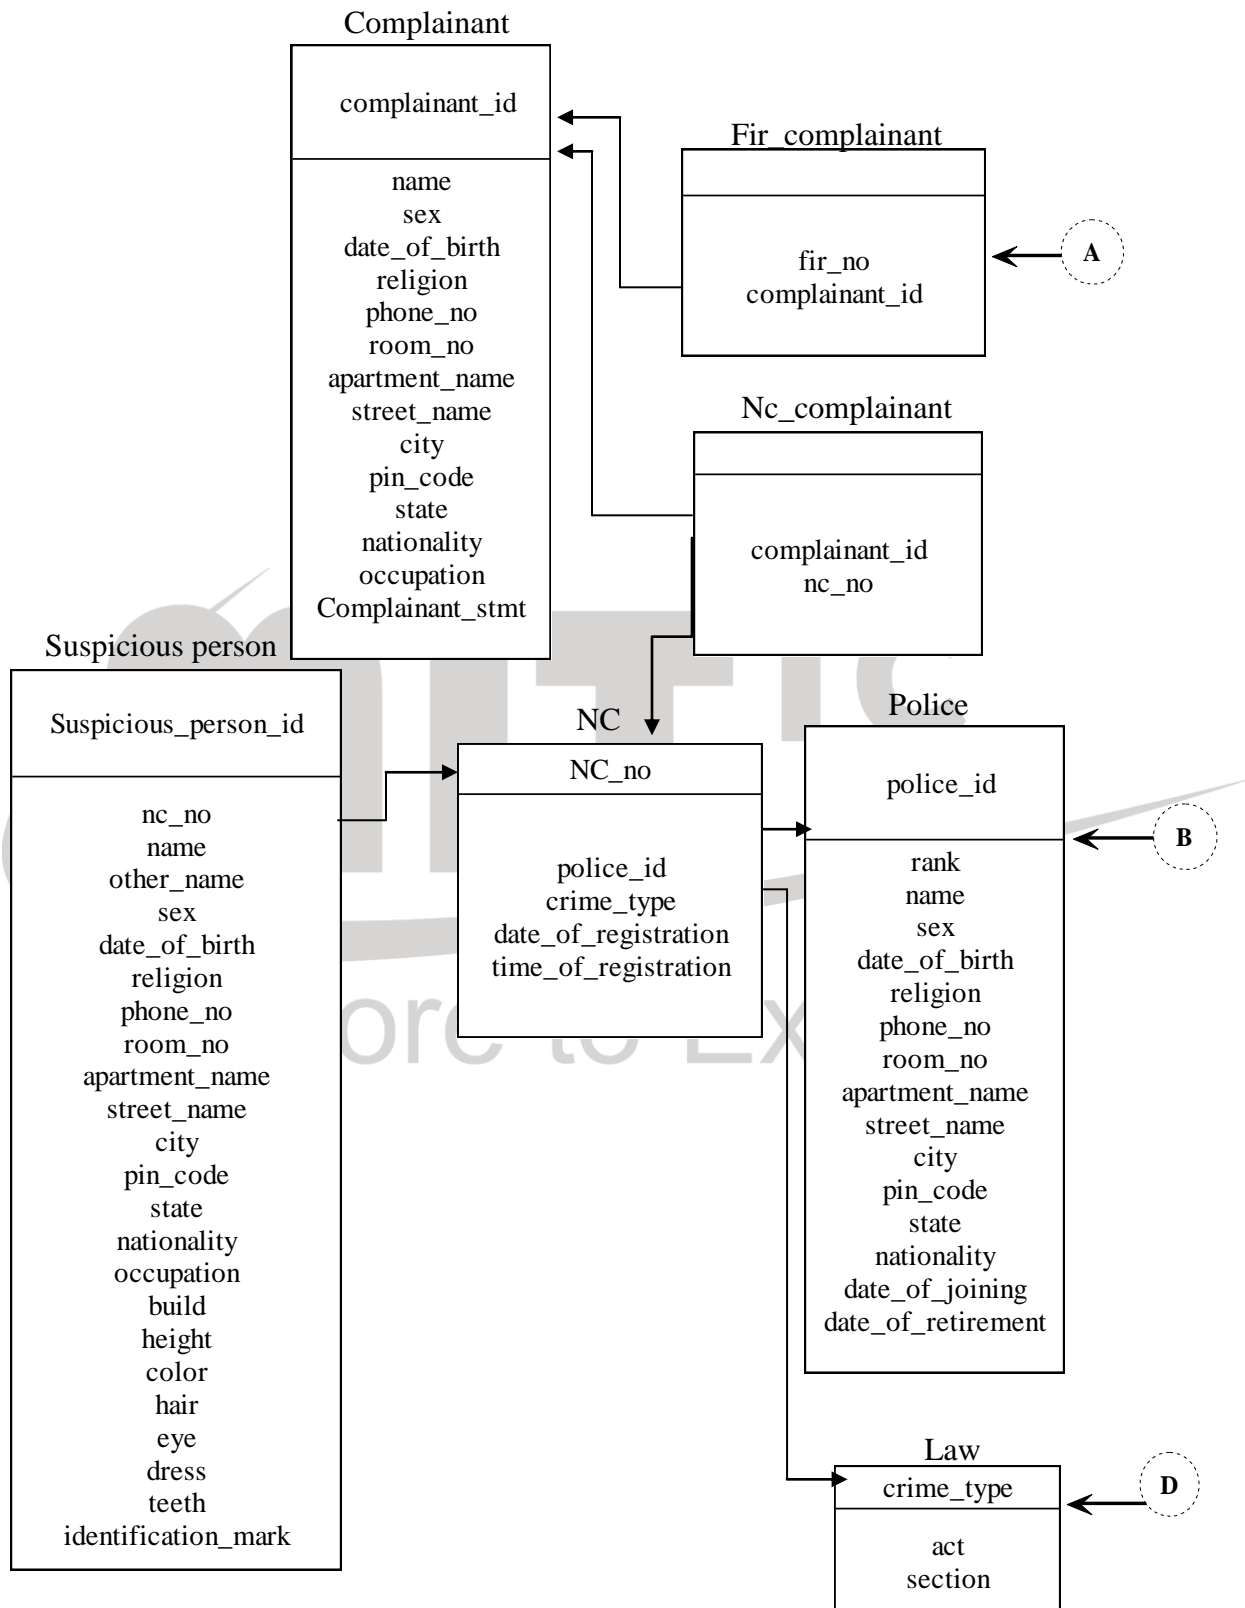 Complainant
complainant_id
name
sex
date_of_birth
religion
phone_no
room_no
apartment_name
street_name
city
pin_code
state
nationality
occupation
Complainant_stmt
Fir_complainant
fir_no
complainant_id
A
Nc_complainant
complainant_id
nc_no
Suspicious person
Suspicious_person_id
nc_no
name
other_name
sex
date_of_birth
religion
phone_no
room_no
apartment_name
street_name
city
pin_code
state
nationality
occupation
build
height
color
hair
eye
dress
teeth
identification_mark
NC
NC_no
police_id
crime_type
date_of_registration
time_of_registration
Police
police_id
rank
name
sex
date_of_birth
religion
phone_no
room_no
apartment_name
street_name
city
pin_code
state
nationality
date_of_joining
date_of_retirement
B
Law
crime_type
act
section
D